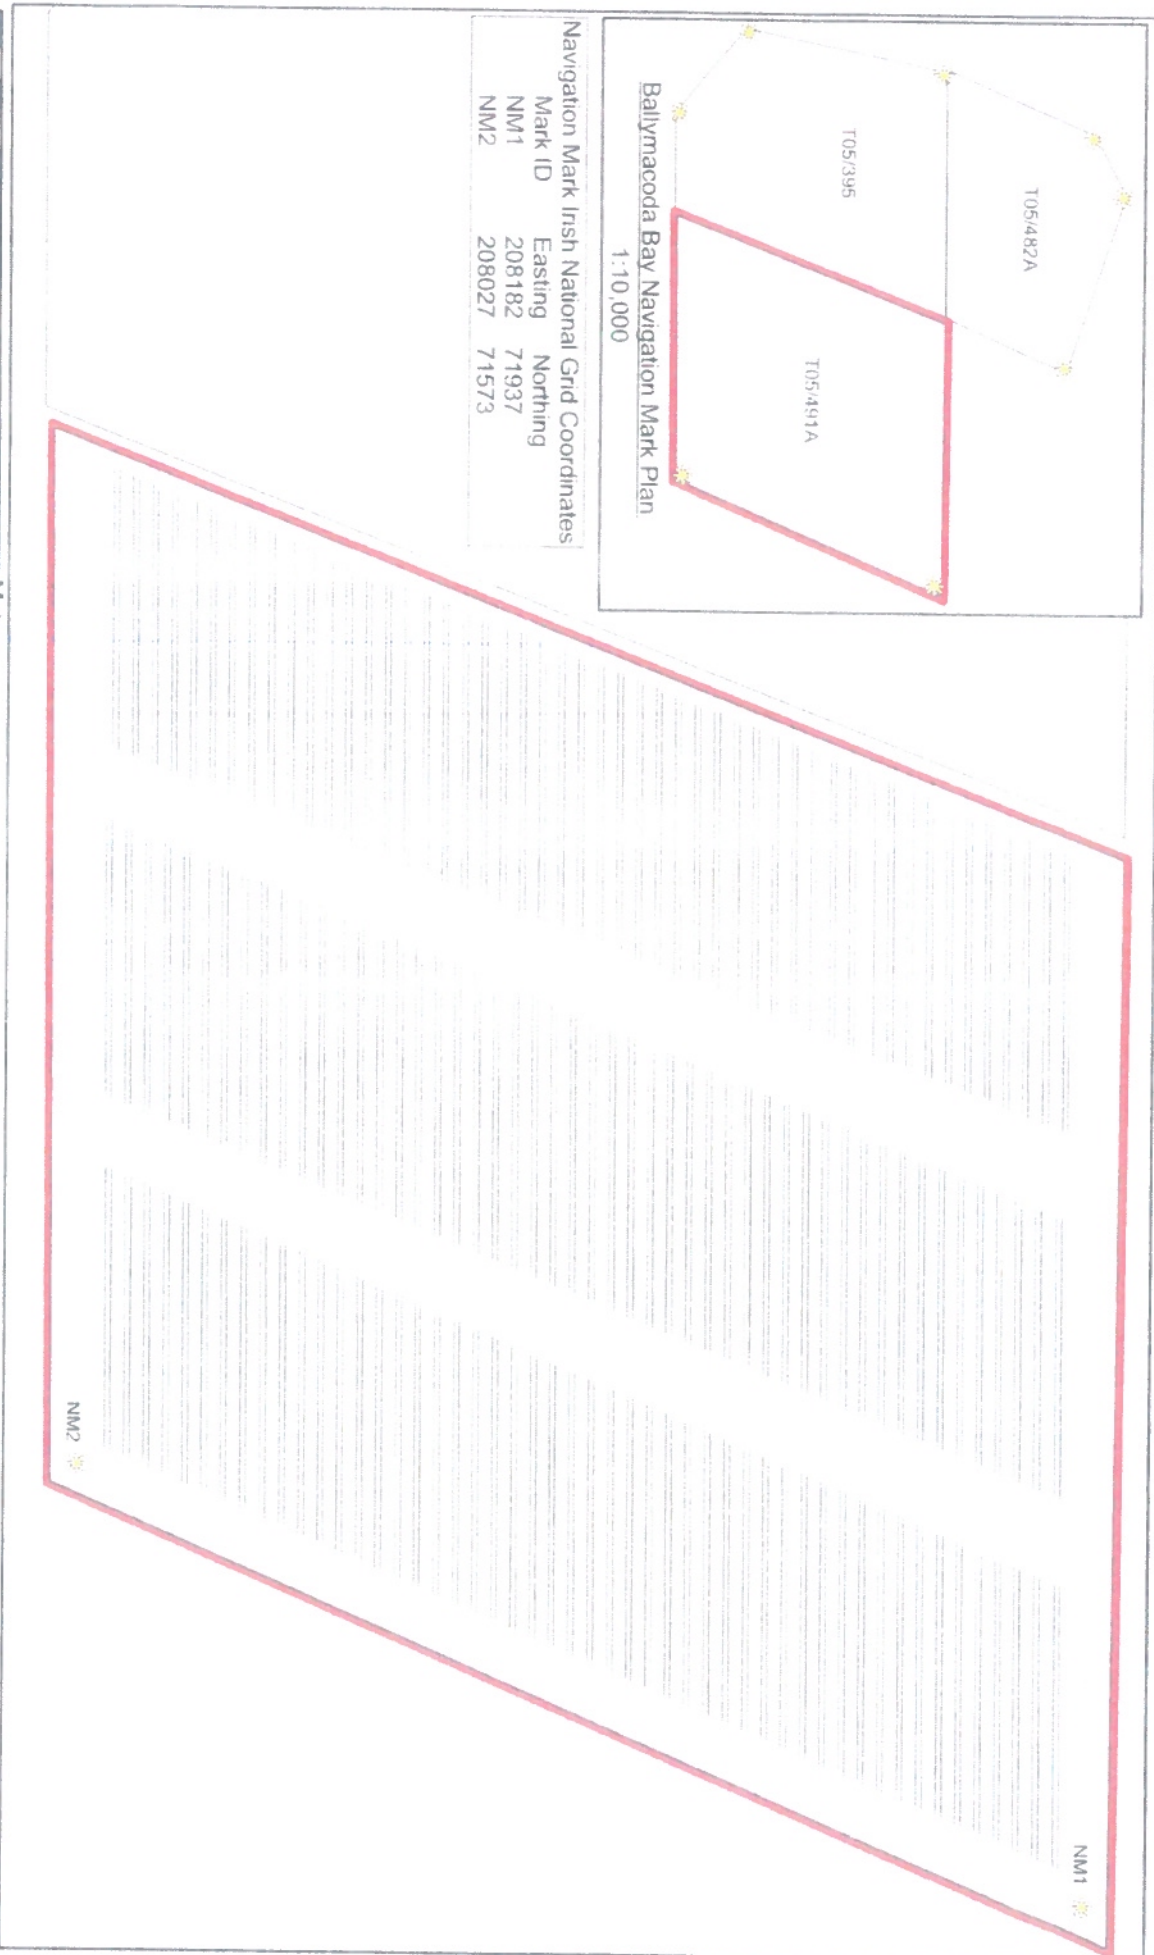 T05/482A
T05/395
T05/491A
Ballymacoda Bay Navigation Mark Plan
1:10,000
Navigation Mark Irish National Grid Coordinates
Mark ID Easting Northing
NM1 208182 71937
NM2 208027 71573
NM1
NM2